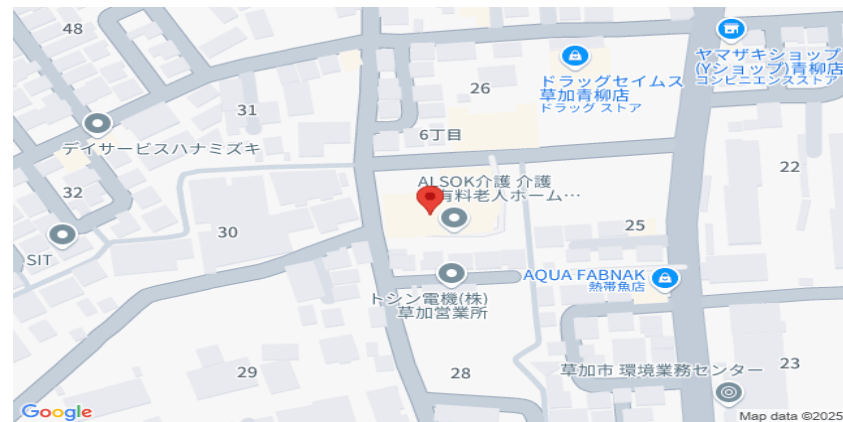 48
ヤマザキショップ
(Yショップ)青柳店
コンビニエンスストア
ドラッグセイムス
草加青柳店
ドラッグ ストア
26
31
6丁目
デイサービスハナミズキ
22
32
ALSOK介護 介護
有料老人ホーム…
25
30
SIT
AQUA FABNAK
熱帯魚店
トシン電機(株)
草加営業所
29
28
草加市 環境業務センター
23
Google
Map data ©2025